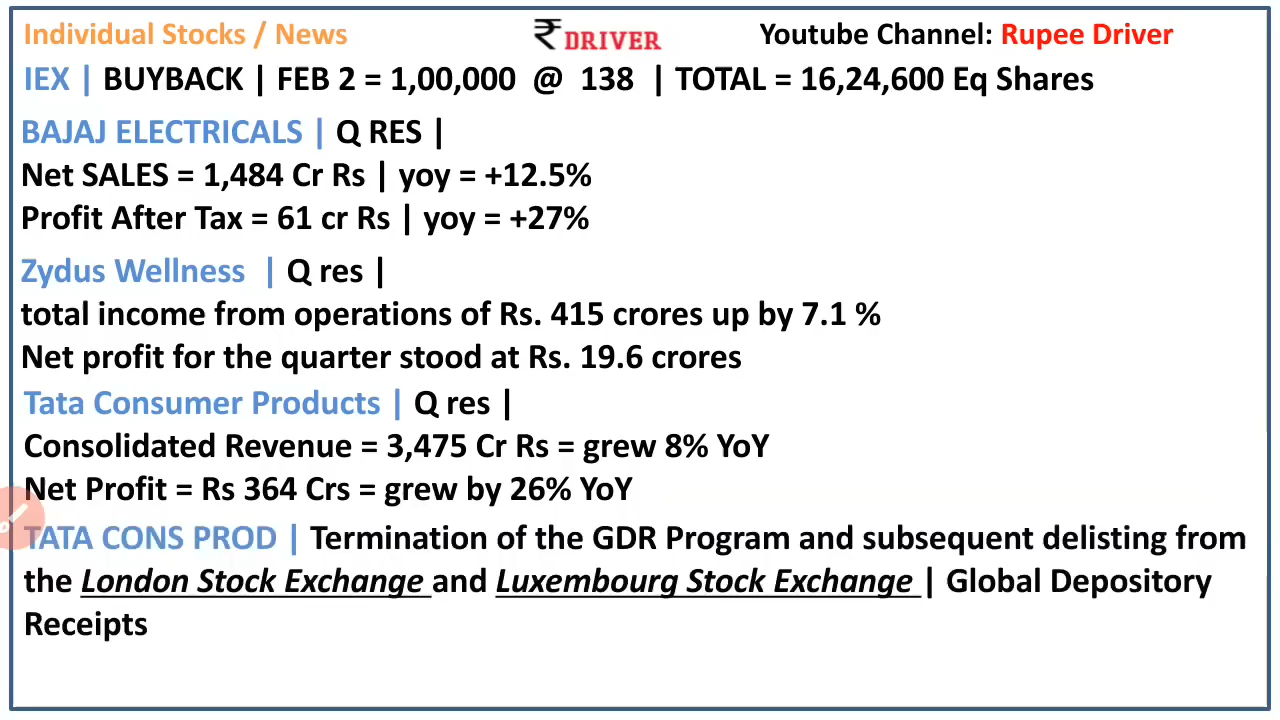 Individual Stocks / News
₹ DRIVER
Youtube Channel: Rupee Driver
IEX | BUYBACK | FEB 2 = 1,00,000 @ 138 | TOTAL = 16,24,600 Eq Shares
BAJAJ ELECTRICALS | Q RES |
Net SALES = 1,484 Cr Rs | yoy = +12.5%
Profit After Tax = 61 cr Rs | yoy = +27%
Zydus Wellness | Q res |
total income from operations of Rs. 415 crores up by 7.1 %
Net profit for the quarter stood at Rs. 19.6 crores
Tata Consumer Products | Q res |
Consolidated Revenue = 3,475 Cr Rs = grew 8% YoY
Net Profit = Rs 364 Crs = grew by 26% YoY
TATA CONS PROD | Termination of the GDR Program and subsequent delisting from
the London Stock Exchange and Luxembourg Stock Exchange | Global Depository
Receipts